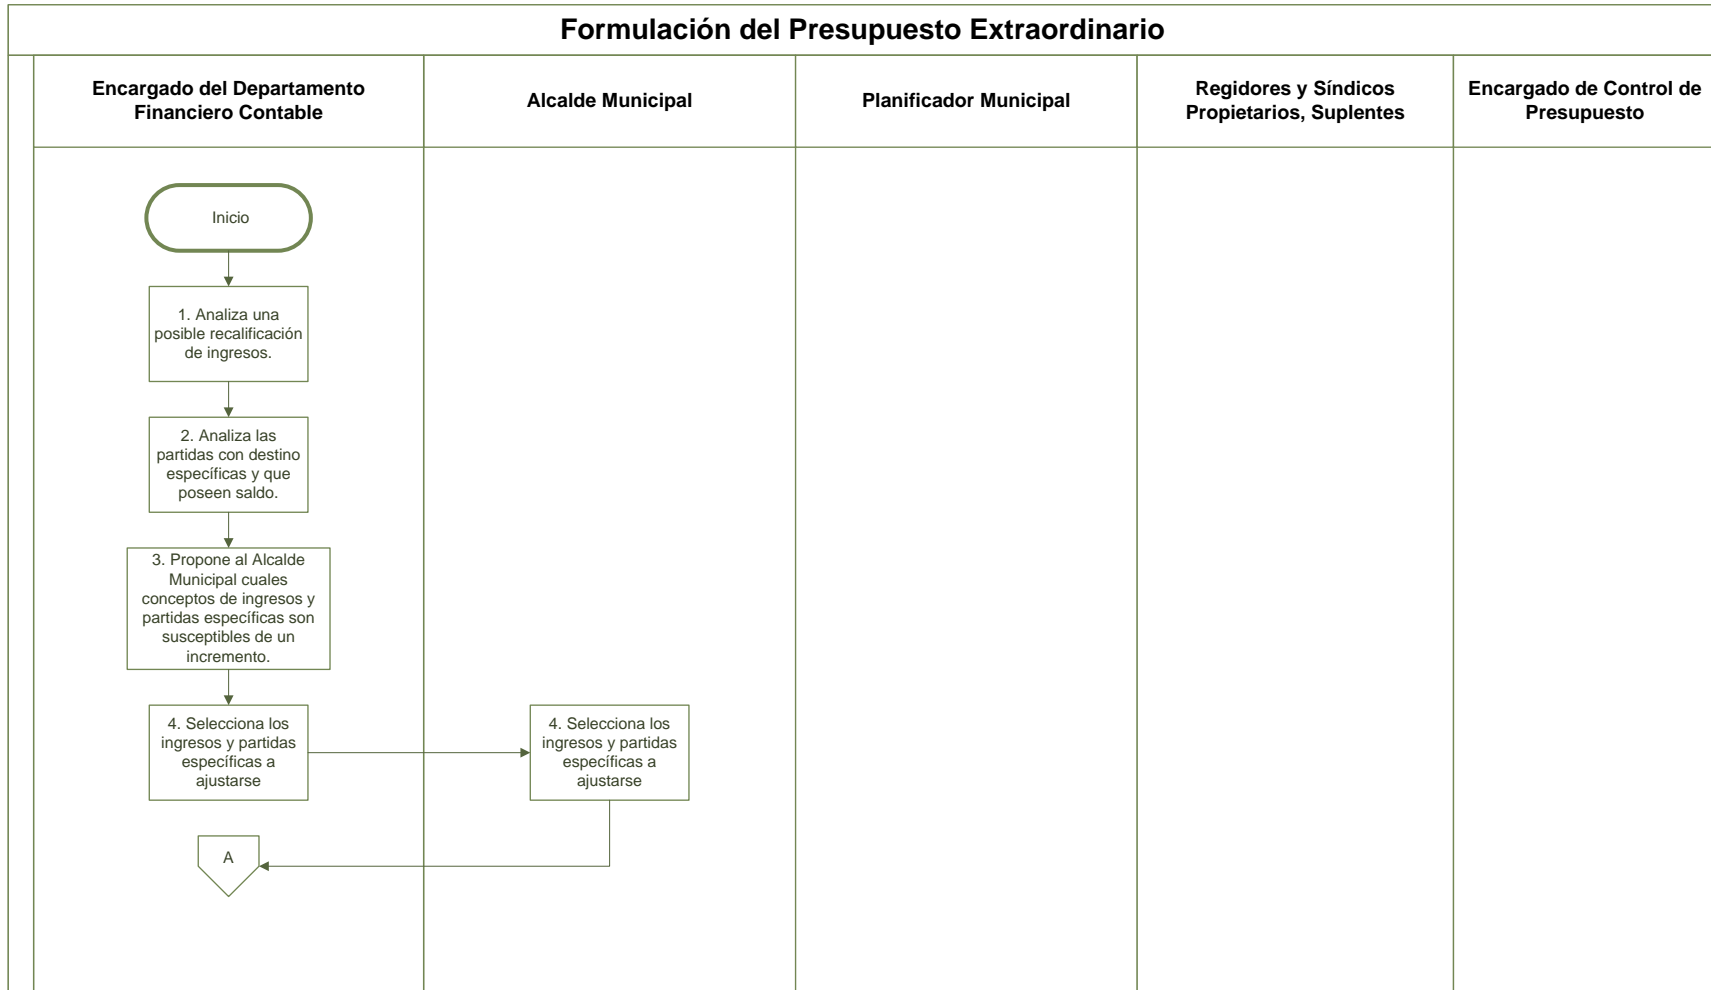 Formulación del Presupuesto Extraordinario
Encargado del Departamento
Financiero Contable
Alcalde Municipal
Planificador Municipal
Regidores y Síndicos
Propietarios, Suplentes
Encargado de Control de
Presupuesto
Inicio
1. Analiza una
posible recalificación
de ingresos.
2. Analiza las
partidas con destino
específicas y que
poseen saldo.
3. Propone al Alcalde
Municipal cuales
conceptos de ingresos y
partidas específicas son
susceptibles de un
incremento.
4. Selecciona los
ingresos y partidas
específicas a
ajustarse
4. Selecciona los
ingresos y partidas
específicas a
ajustarse
A